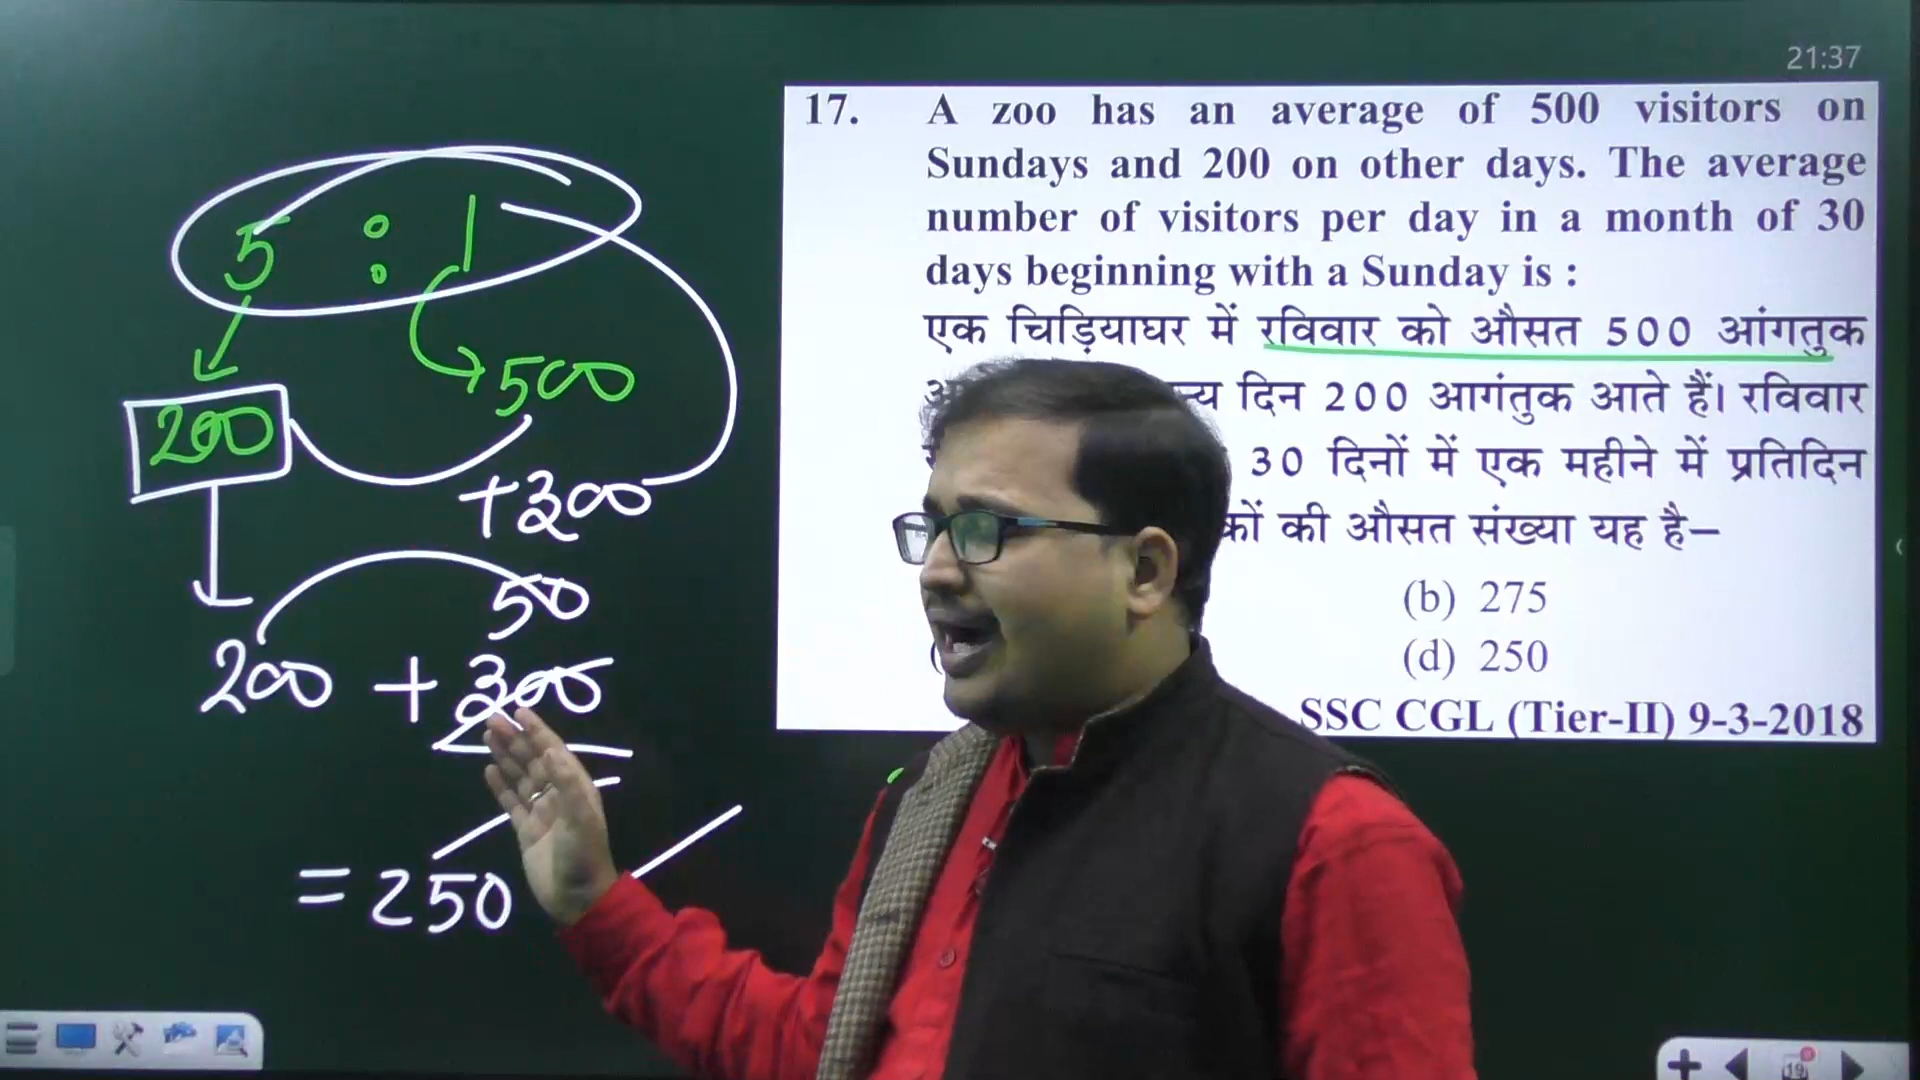 21:37
17. A zoo has an average of 500 visitors on
Sundays and 200 on other days. The average
number of visitors per day in a month of 30
days beginning with a Sunday is :
एक चिड़ियाघर में रविवार को औसत 500 आंगतुक
दिन 200 आगंतुक आते हैं। रविवार
30 दिनों में एक महीने में प्रतिदिन
की औसत संख्या यह है–
(b) 275
(d) 250
SSC CGL (Tier-II) 9-3-2018
5 : 1
200 500
+300
50
200 + 300
= 250
19